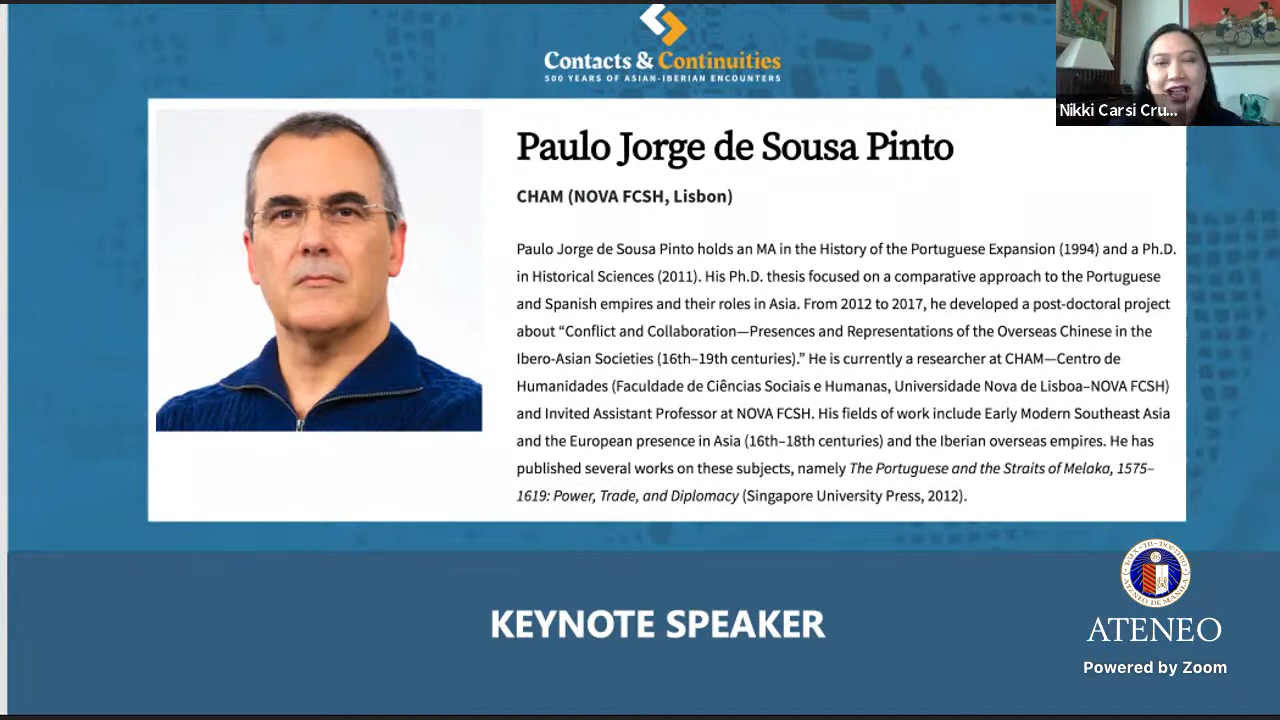 Contacts & Continuities
500 YEARS OF ASIAN-IBERIAN ENCOUNTERS
Nikki Carsi Cru...
Paulo Jorge de Sousa Pinto
CHAM (NOVA FCSH, Lisbon)
Paulo Jorge de Sousa Pinto holds an MA in the History of the Portuguese Expansion (1994) and a Ph.D.
in Historical Sciences (2011). His Ph.D. thesis focused on a comparative approach to the Portuguese
and Spanish empires and their roles in Asia. From 2012 to 2017, he developed a post-doctoral project
about “Conflict and Collaboration—Presences and Representations of the Overseas Chinese in the
Ibero-Asian Societies (16th–19th centuries).” He is currently a researcher at CHAM—Centro de
Humanidades (Faculdade de Ciências Sociais e Humanas, Universidade Nova de Lisboa–NOVA FCSH)
and Invited Assistant Professor at NOVA FCSH. His fields of work include Early Modern Southeast Asia
and the European presence in Asia (16th–18th centuries) and the Iberian overseas empires. He has
published several works on these subjects, namely The Portuguese and the Straits of Melaka, 1575–
1619: Power, Trade, and Diplomacy (Singapore University Press, 2012).
KEYNOTE SPEAKER
LUX·IN·DOMINO
ATENEO DE MANILA
ATENEO
Powered by Zoom